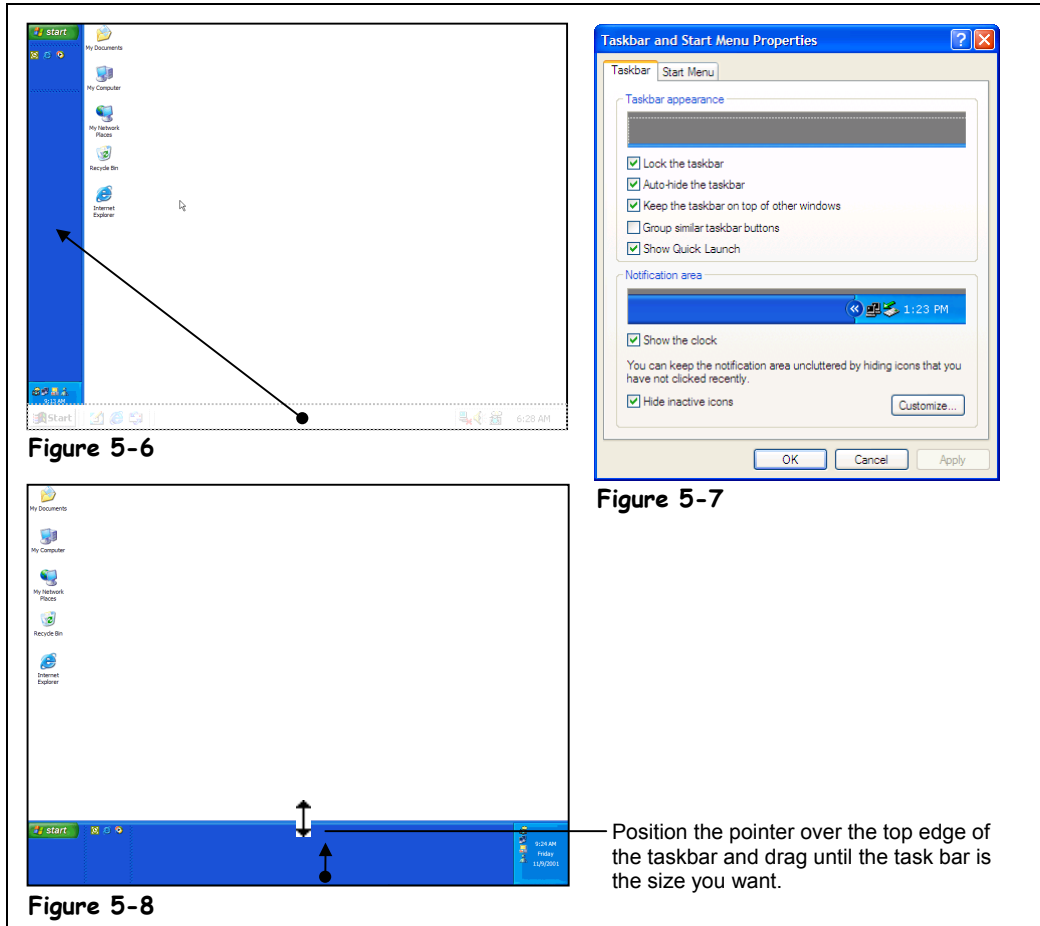 start
My Documents
My Computer
My Network
Places
Recycle Bin
Internet
Explorer
9:13 AM
Start
6:28 AM
Figure 5-6
Taskbar and Start Menu Properties
Taskbar
Start Menu
Taskbar appearance
Lock the taskbar
Auto-hide the taskbar
Keep the taskbar on top of other windows
Group similar taskbar buttons
Show Quick Launch
Notification area
1:23 PM
Show the clock
You can keep the notification area uncluttered by hiding icons that you
have not clicked recently.
Hide inactive icons
Customize...
OK
Cancel
Apply
Figure 5-7
My Documents
My Computer
My Network
Places
Recycle Bin
Internet
Explorer
start
9:24 AM
Friday
11/9/2001
Position the pointer over the top edge of
the taskbar and drag until the task bar is
the size you want.
Figure 5-8